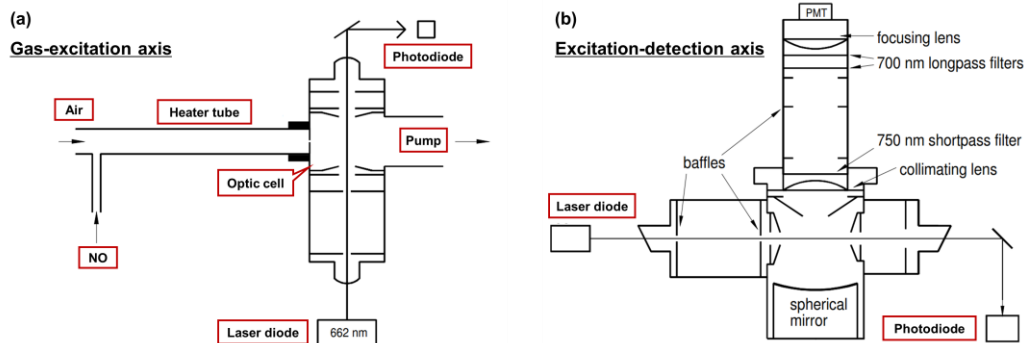 (a)
Gas-excitation axis
Photodiode
Air
Heater tube
Pump
Optic cell
NO
Laser diode
662 nm
(b)
Excitation-detection axis
PMT
focusing lens
700 nm longpass filters
750 nm shortpass filter
baffles
collimating lens
Laser diode
spherical
mirror
Photodiode